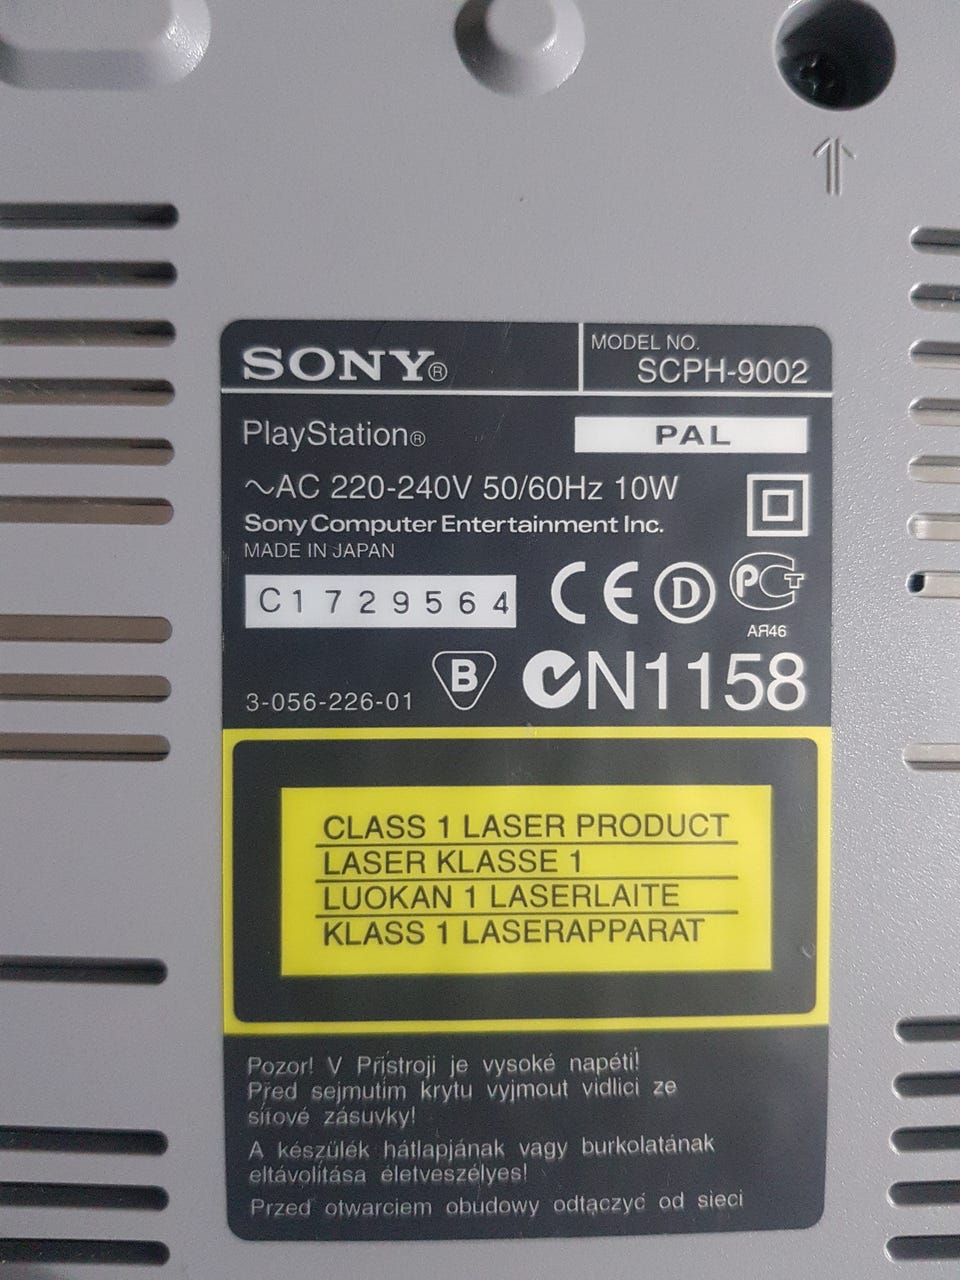 SONY®
MODEL NO.
SCPH-9002
PlayStation®
PAL
~AC 220-240V 50/60Hz 10W
Sony Computer Entertainment Inc.
MADE IN JAPAN
C1729564
CE D PCT
АЯ46
3-056-226-01
B
N1158
CLASS 1 LASER PRODUCT
LASER KLASSE 1
LUOKAN 1 LASERLAITE
KLASS 1 LASERAPPARAT
Pozor! V Přístroji je vysoké napětí!
Před sejmutím krytu vyjmout vidlici ze
síťové zásuvky!
A készülék hátlapjának vagy burkolatának
eltávolítása életveszélyes!
Przed otwarciem obudowy odtączyć od sieci